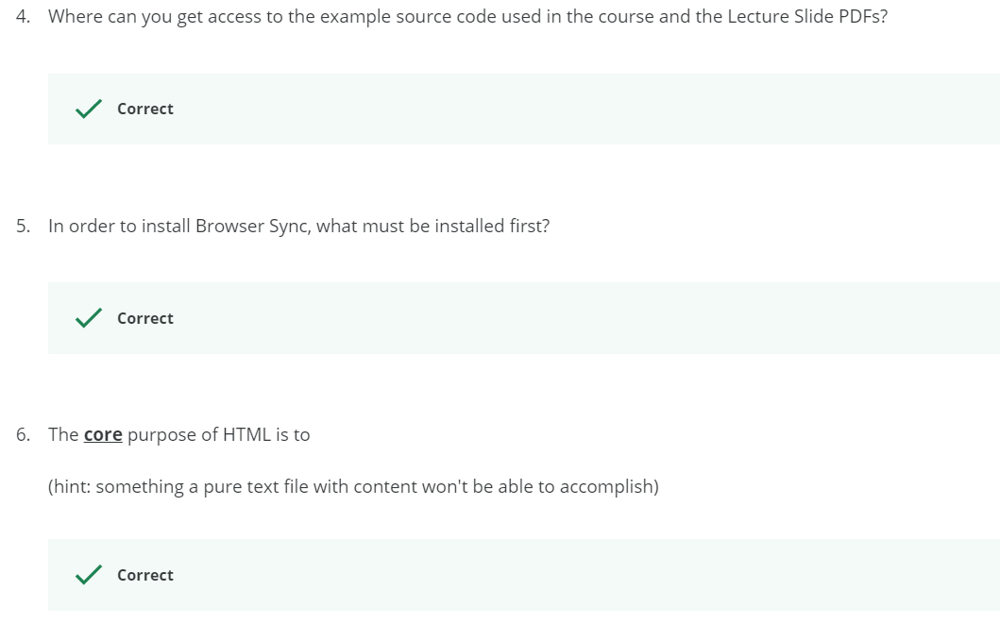 4. Where can you get access to the example source code used in the course and the Lecture Slide PDFs?
Correct
5. In order to install Browser Sync, what must be installed first?
Correct
6. The core purpose of HTML is to
(hint: something a pure text file with content won't be able to accomplish)
Correct